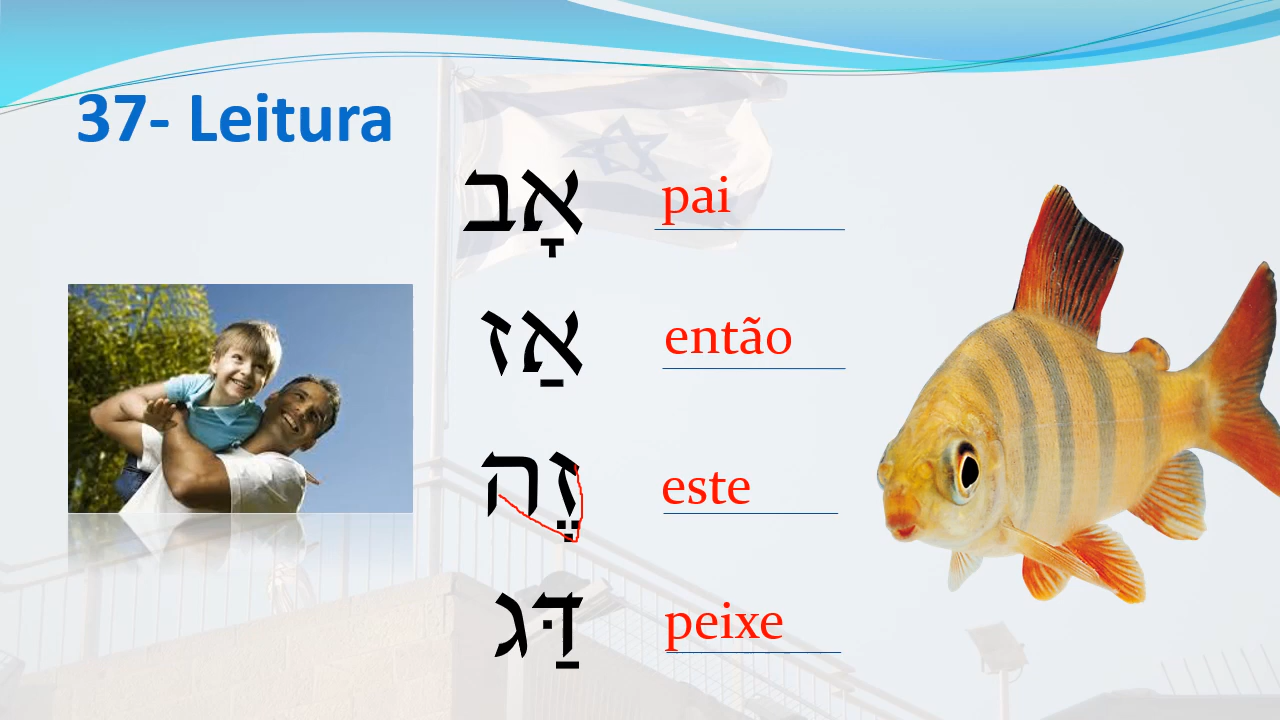 37- Leitura
אָב pai
אַז então
זֶה este
דַּג peixe